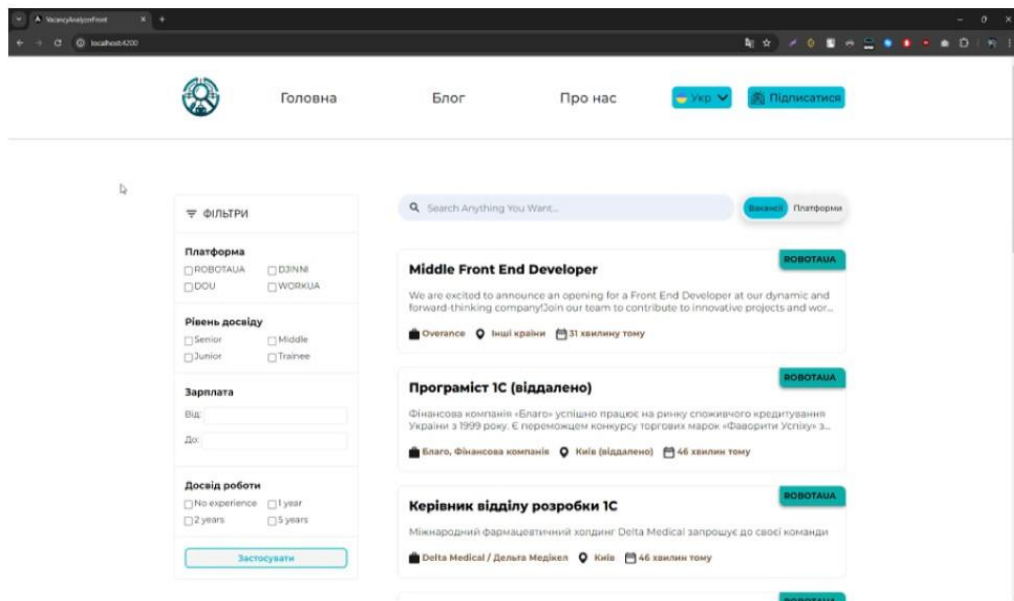 VacancyAnalyzerFront
localhost:4200
Головна
Блог
Про нас
Укр
Підписатися
ФІЛЬТРИ
Платформа
ROBOTAUA
DJINNI
DOU
WORKUA
Рівень досвіду
Senior
Middle
Junior
Trainee
Зарплата
Від:
До:
Досвід роботи
No experience
1 year
2 years
5 years
Застосувати
Search Anything You Want...
Вакансії
Платформи
ROBOTAUA
Middle Front End Developer
We are excited to announce an opening for a Front End Developer at our dynamic and
forward-thinking company!Join our team to contribute to innovative projects and wor...
Overance
Інші країни
31 хвилину тому
ROBOTAUA
Програміст 1С (віддалено)
Фінансова компанія «Благо» успішно працює на ринку споживчого кредитування
України з 1999 року. Є переможцем конкурсу торгових марок «Фаворити Успіху» з...
Благо, Фінансова компанія
Київ (віддалено)
46 хвилин тому
ROBOTAUA
Керівник відділу розробки 1С
Міжнародний фармацевтичний холдинг Delta Medical запрошує до своєї команди
Delta Medical / Дельта Медікел
Київ
46 хвилин тому
ROBOTAUA